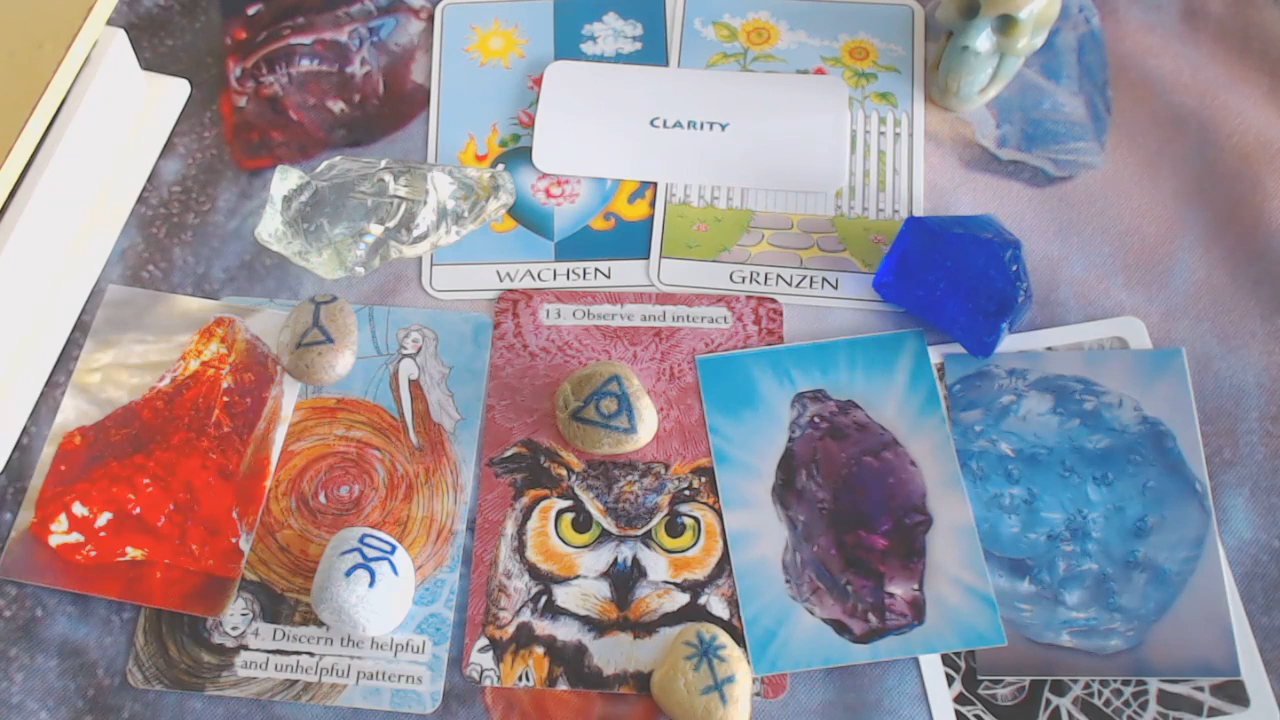 CLARITY
WACHSEN
GRENZEN
13. Observe and interact
4. Discern the helpful
and unhelpful patterns